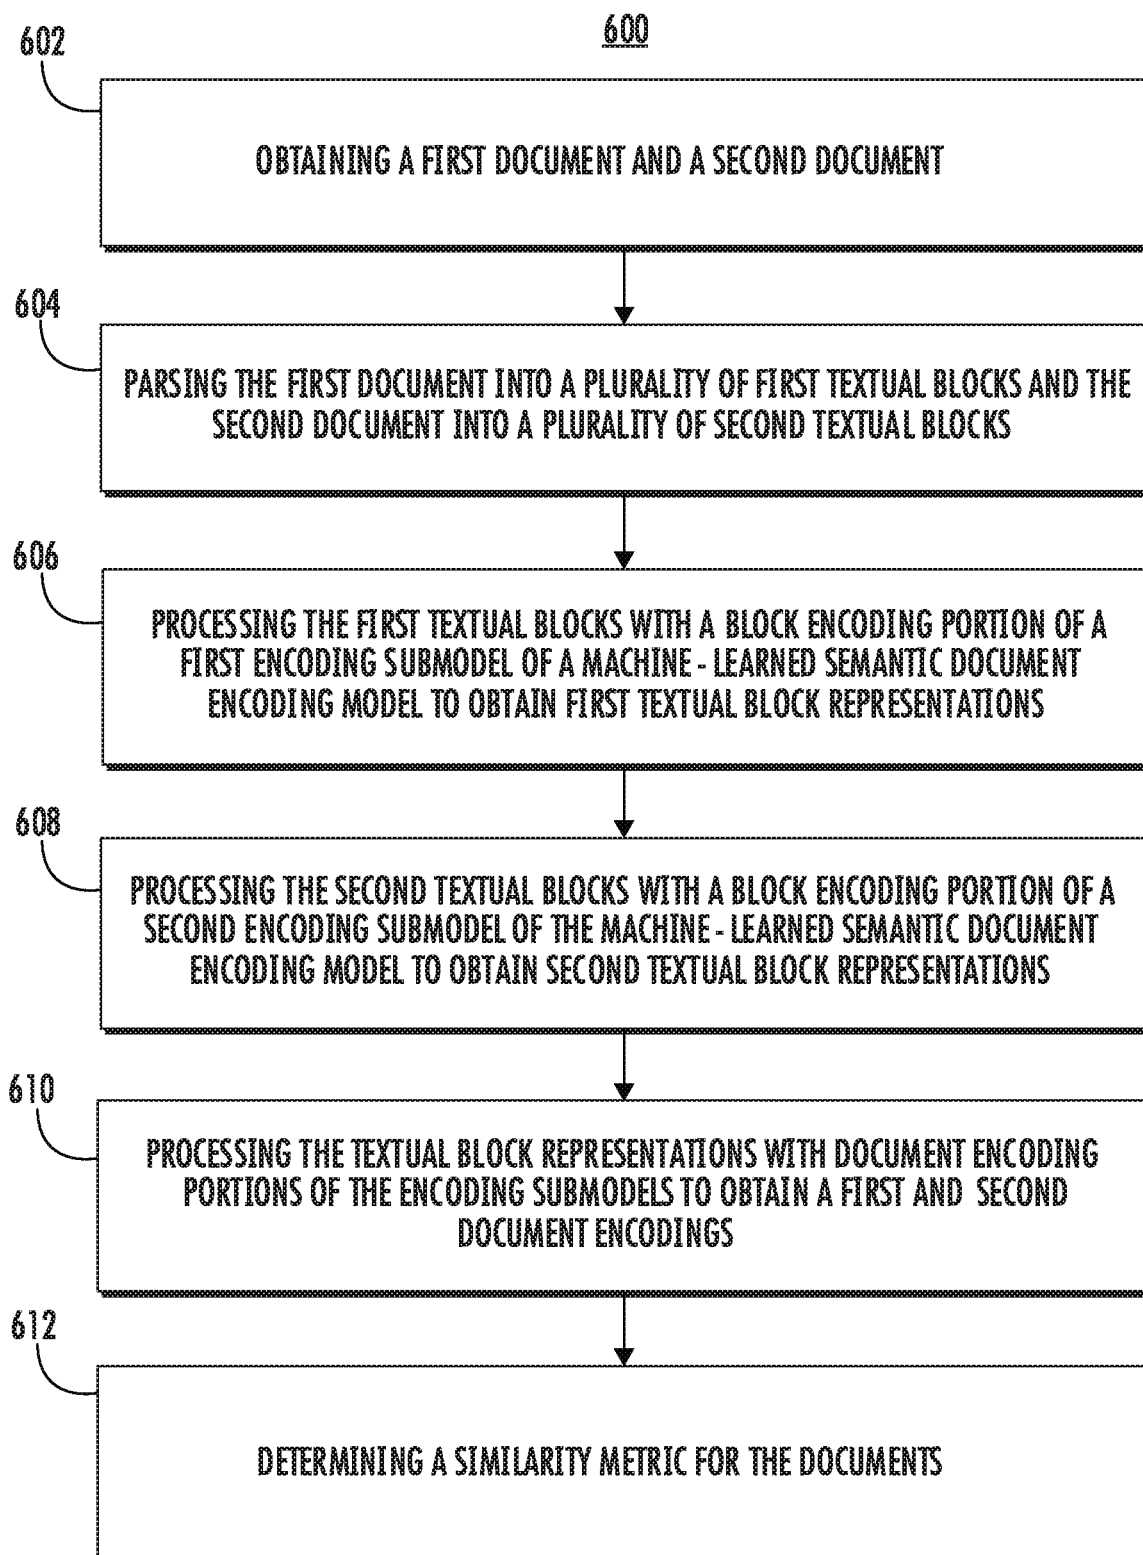 600
602
OBTAINING A FIRST DOCUMENT AND A SECOND DOCUMENT
604
PARSING THE FIRST DOCUMENT INTO A PLURALITY OF FIRST TEXTUAL BLOCKS AND THE
SECOND DOCUMENT INTO A PLURALITY OF SECOND TEXTUAL BLOCKS
606
PROCESSING THE FIRST TEXTUAL BLOCKS WITH A BLOCK ENCODING PORTION OF A
FIRST ENCODING SUBMODEL OF A MACHINE - LEARNED SEMANTIC DOCUMENT
ENCODING MODEL TO OBTAIN FIRST TEXTUAL BLOCK REPRESENTATIONS
608
PROCESSING THE SECOND TEXTUAL BLOCKS WITH A BLOCK ENCODING PORTION OF A
SECOND ENCODING SUBMODEL OF THE MACHINE - LEARNED SEMANTIC DOCUMENT
ENCODING MODEL TO OBTAIN SECOND TEXTUAL BLOCK REPRESENTATIONS
610
PROCESSING THE TEXTUAL BLOCK REPRESENTATIONS WITH DOCUMENT ENCODING
PORTIONS OF THE ENCODING SUBMODELS TO OBTAIN A FIRST AND SECOND
DOCUMENT ENCODINGS
612
DETERMINING A SIMILARITY METRIC FOR THE DOCUMENTS